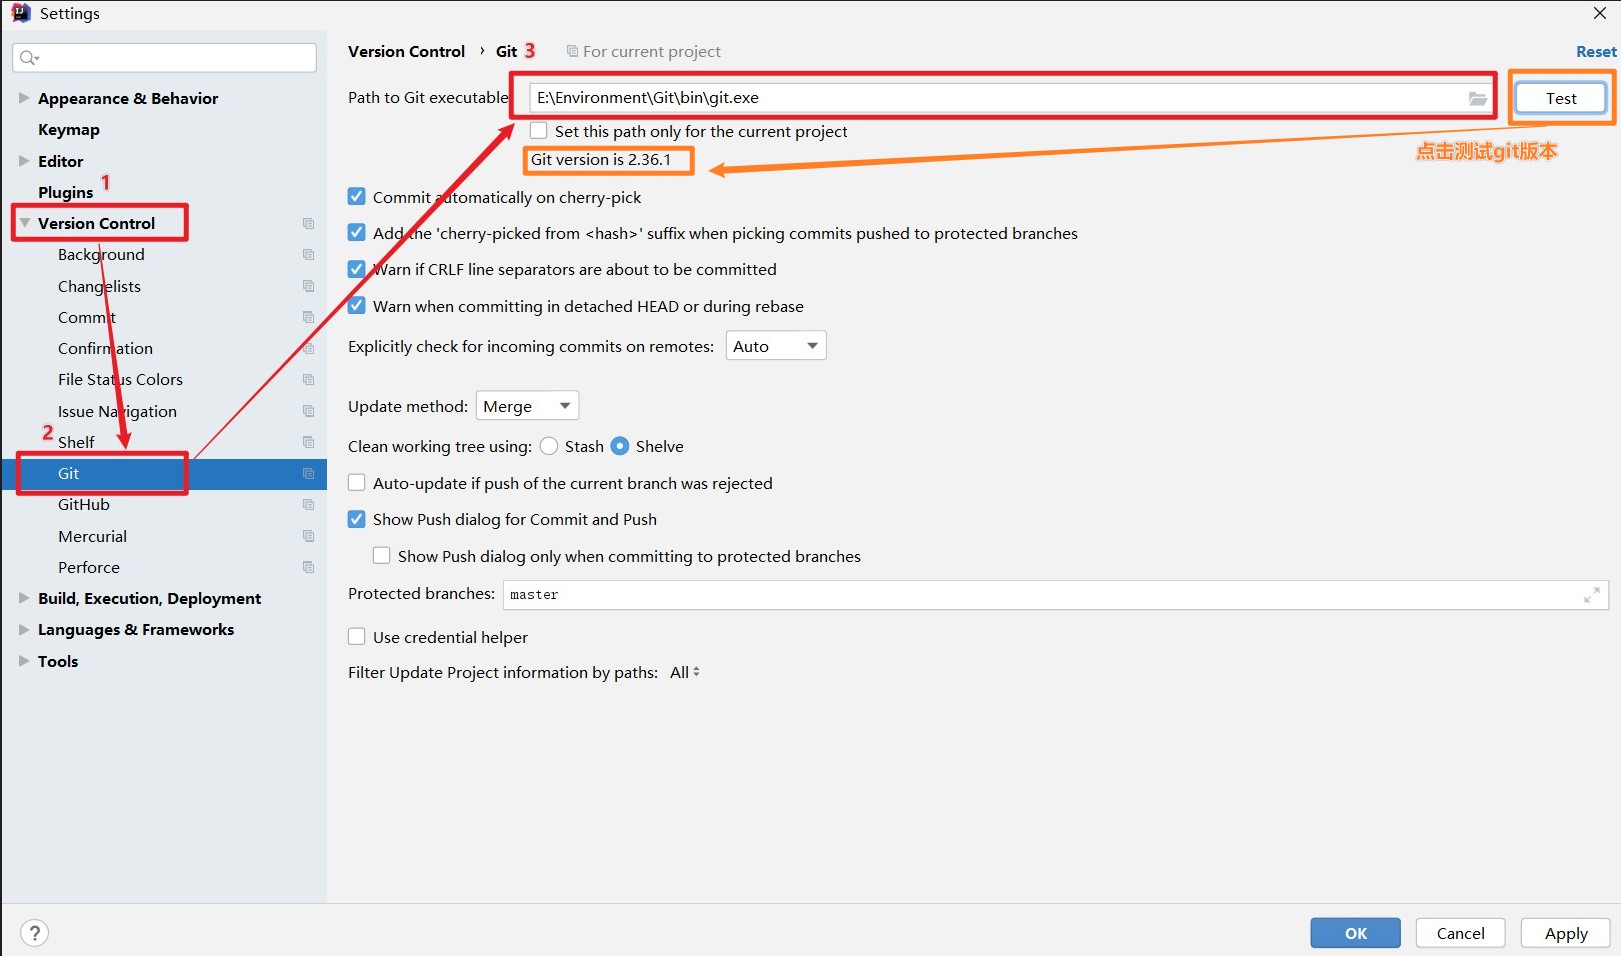 Settings
Appearance & Behavior
Keymap
Editor
Plugins
1
Version Control
Background
Changelists
Commit
Confirmation
File Status Colors
Issue Navigation
2
Shelf
Git
GitHub
Mercurial
Perforce
Build, Execution, Deployment
Languages & Frameworks
Tools
Version Control › Git 3 For current project
Reset
Path to Git executable E:\Environment\Git\bin\git.exe Test
Set this path only for the current project
Git version is 2.36.1
点击测试git版本
Commit automatically on cherry-pick
Add the 'cherry-picked from <hash>' suffix when picking commits pushed to protected branches
Warn if CRLF line separators are about to be committed
Warn when committing in detached HEAD or during rebase
Explicitly check for incoming commits on remotes: Auto
Update method: Merge
Clean working tree using: Stash Shelve
Auto-update if push of the current branch was rejected
Show Push dialog for Commit and Push
Show Push dialog only when committing to protected branches
Protected branches: master
Use credential helper
Filter Update Project information by paths: All
?
OK Cancel Apply